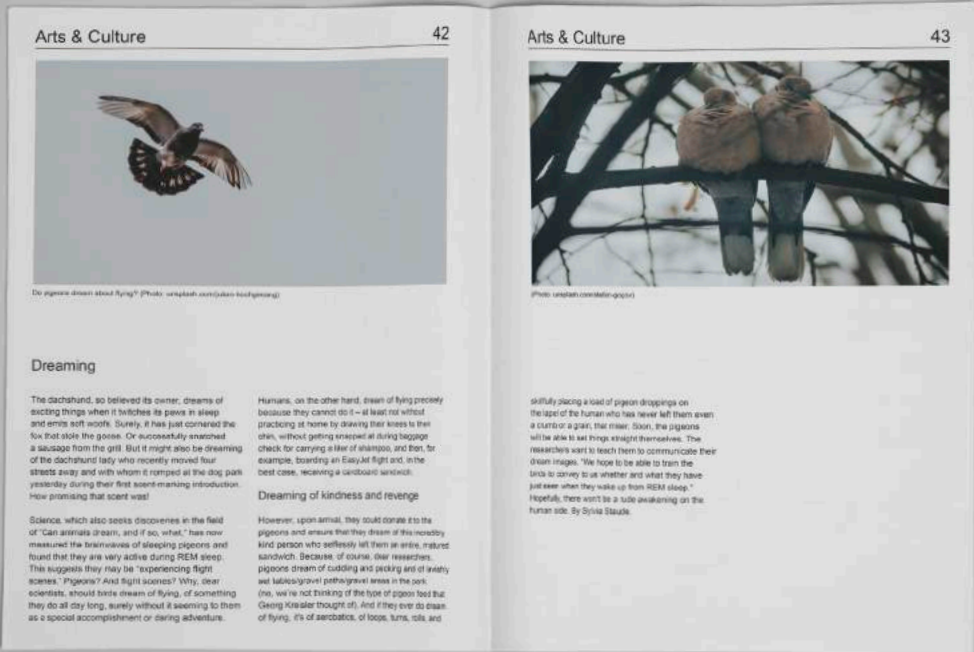 Arts & Culture
42
Do pigeons dream about flying? (Photo: unsplash.com/julien-
Dreaming
The dachshund, so believed its owner, dreams of
exciting things when it twitches its paws in sleep
and emits soft woofs. Surely, it has just cornered the
fox that stole the goose. Or successfully snatched
a sausage from the grill. But it might also be dreaming
of the dachshund lady who recently moved four
streets away and with whom it romped at the dog park
yesterday during their first scent-marking introduction.
How promising that scent was!
Science, which also seeks discoveries in the field
of "Can animals dream, and if so, what," has now
measured the brainwaves of sleeping pigeons and
found that they are very active during REM sleep.
This suggests they may be "experiencing flight
scenes." Pigeons? And flight scenes? Why, dear
scientists, should birds dream of flying, of something
they do all day long, surely without it seeming to them
as a special accomplishment or daring adventure.
Humans, on the other hand, dream of flying precisely
because they cannot do it – at least not without
practicing at home by drawing their knees to their
chin, without getting snapped at during baggage
check for carrying a liter of shampoo, and then, for
example, boarding an EasyJet flight and, in the
best case, receiving a cardboard sandwich.
Dreaming of kindness and revenge
However, upon arrival, they could donate it to the
pigeons and ensure that they dream of this incredibly
kind person who selflessly left them an entire, matured
sandwich. Because, of course, dear researchers,
pigeons dream of cuddling and pecking and of lavishly
set tables/gravel paths/gravel areas in the park
(no, we're not thinking of the type of pigeon feed that
Georg Kreisler thought of). And if they ever do dream
of flying, it's of aerobatics, of loops, turns, rolls, and
Arts & Culture
43
(Photo: unsplash.com/
skillfully placing a load of pigeon droppings on
the lapel of the human who has never left them even
a crumb or a grain, that miser. Soon, the pigeons
will be able to set things straight themselves. The
researchers want to teach them to communicate their
dream images. "We hope to be able to train the
birds to convey to us whether and what they have
just seen when they wake up from REM sleep."
Hopefully, there won't be a rude awakening on the
human side. By Sylvia Staude.